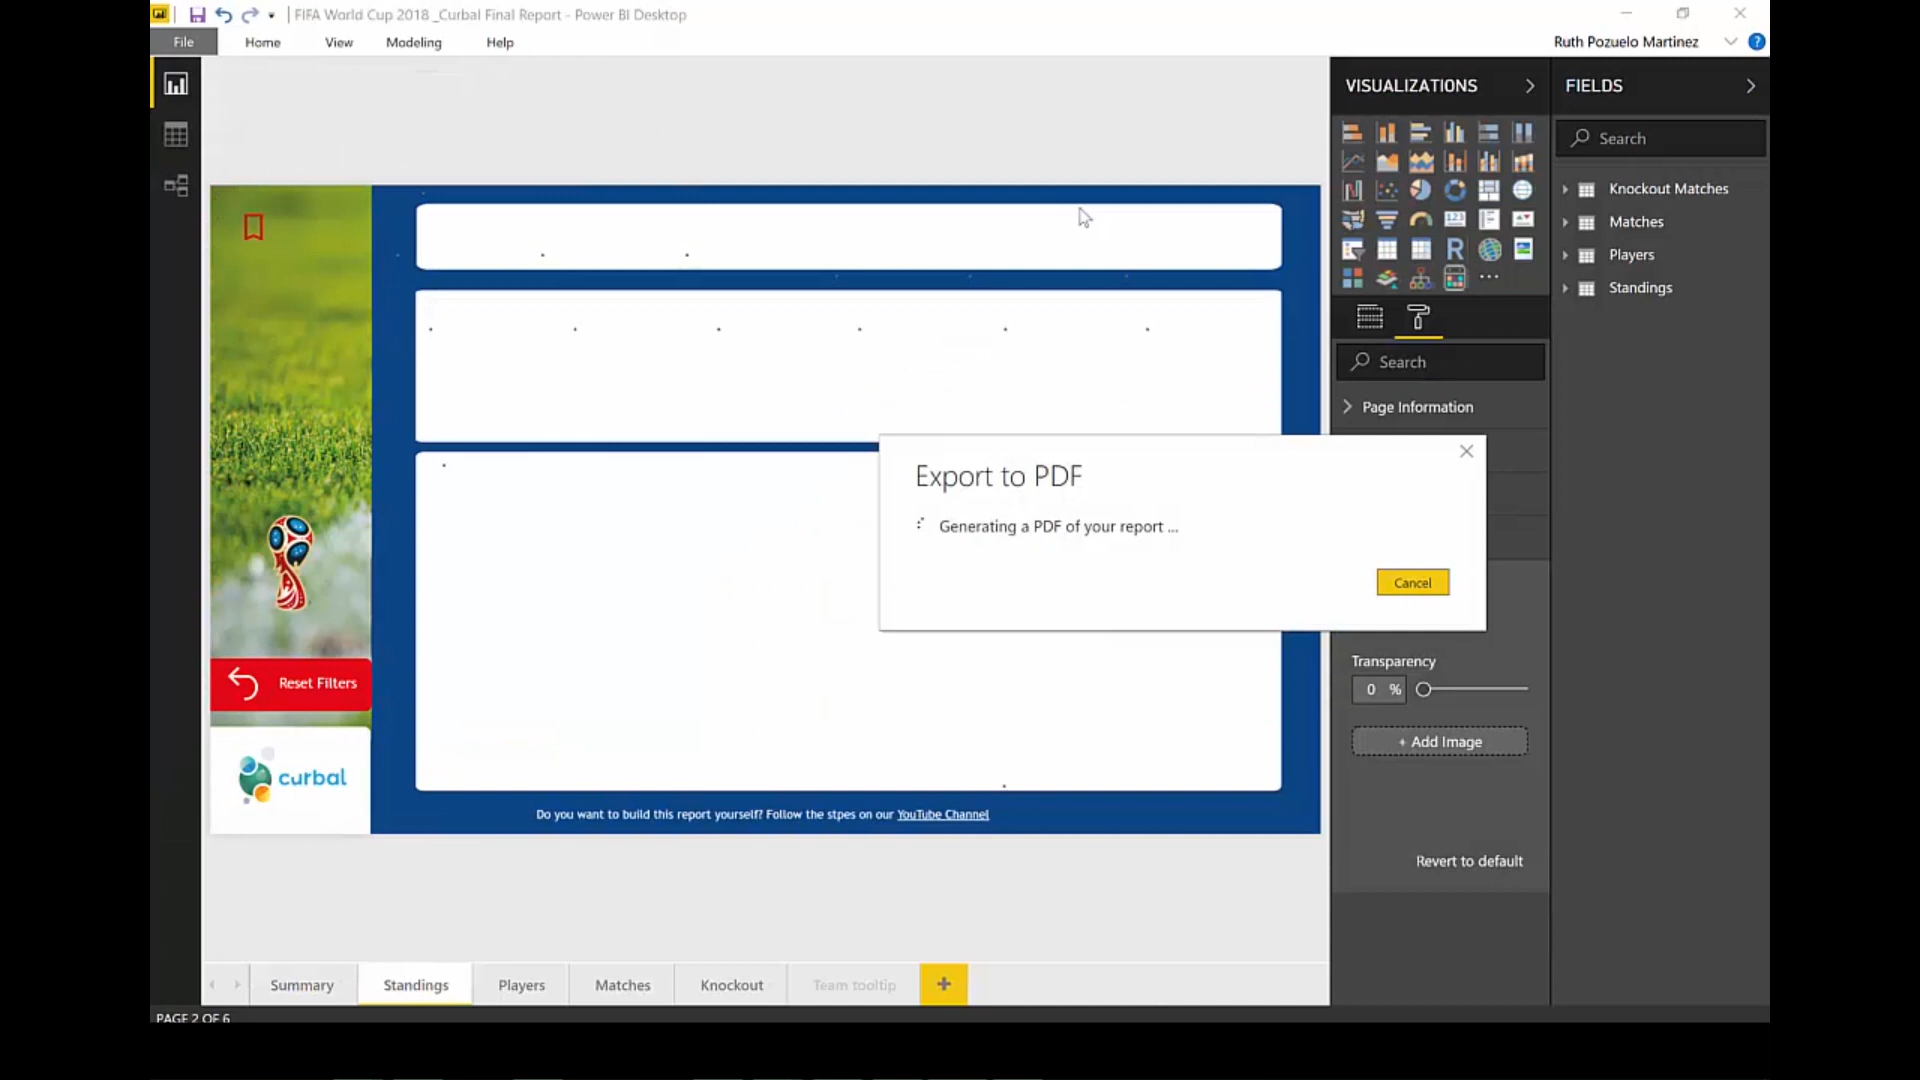 FIFA World Cup 2018 _Curbal Final Report - Power BI Desktop
File Home View Modeling Help
Ruth Pozuelo Martinez ?
VISUALIZATIONS
FIELDS
Search
Knockout Matches
Matches
Players
Standings
123
R
Search
Page Information
Export to PDF
Generating a PDF of your report ...
Cancel
Transparency
0 %
+ Add Image
Revert to default
Reset Filters
curbal
Do you want to build this report yourself? Follow the stpes on our YouTube Channel
Summary Standings Players Matches Knockout Team tooltip +
PAGE 2 OF 6